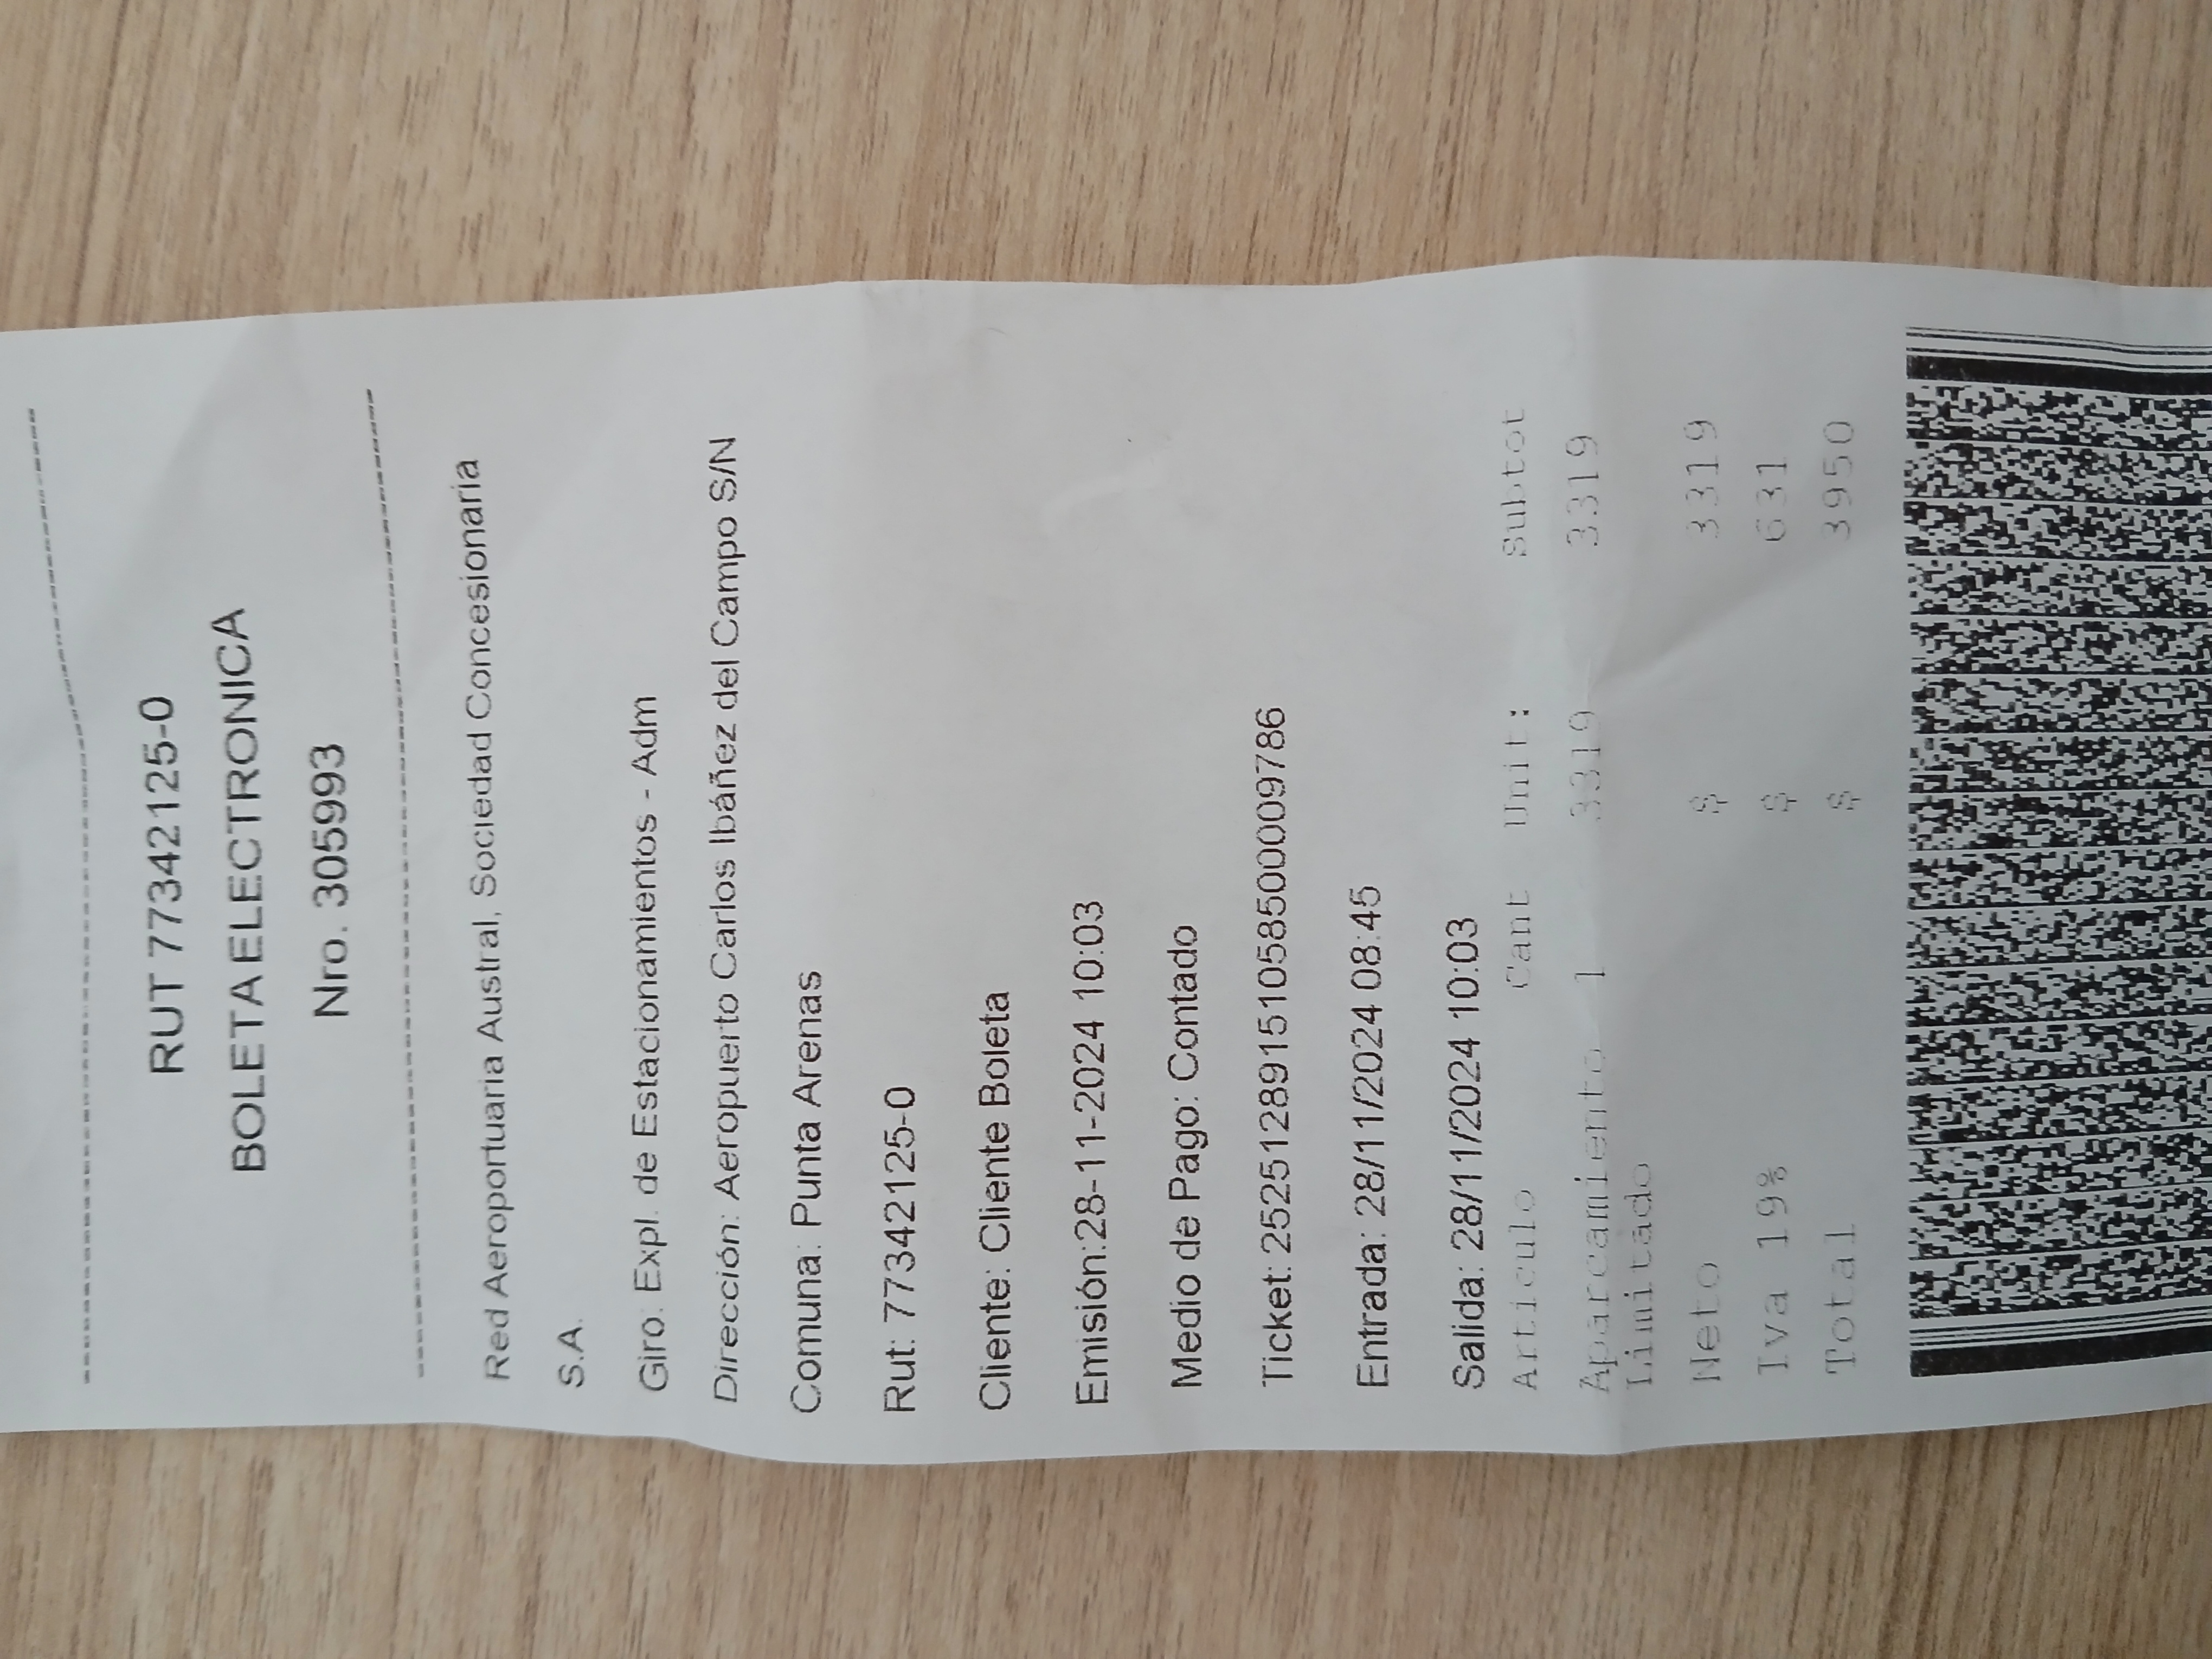 RUT 77342125-0
BOLETA ELECTRONICA
Nro. 305993
Red Aeroportuaria Austral, Sociedad Concesionaria
S.A.
Giro: Expl. de Estacionamientos - Adm
Dirección: Aeropuerto Carlos Ibáñez del Campo S/N
Comuna: Punta Arenas
Rut: 77342125-0
Cliente: Cliente Boleta
Emisión:28-11-2024 10:03
Medio de Pago: Contado
Ticket: 2525128915105850009786
Entrada: 28/11/2024 08:45
Salida: 28/11/2024 10:03
Articulo Cant Unit: Subtot
Aparcamiento 1 3319 3319
Limitado
Neto $ 3319
Iva 19% $ 631
Total $ 3950